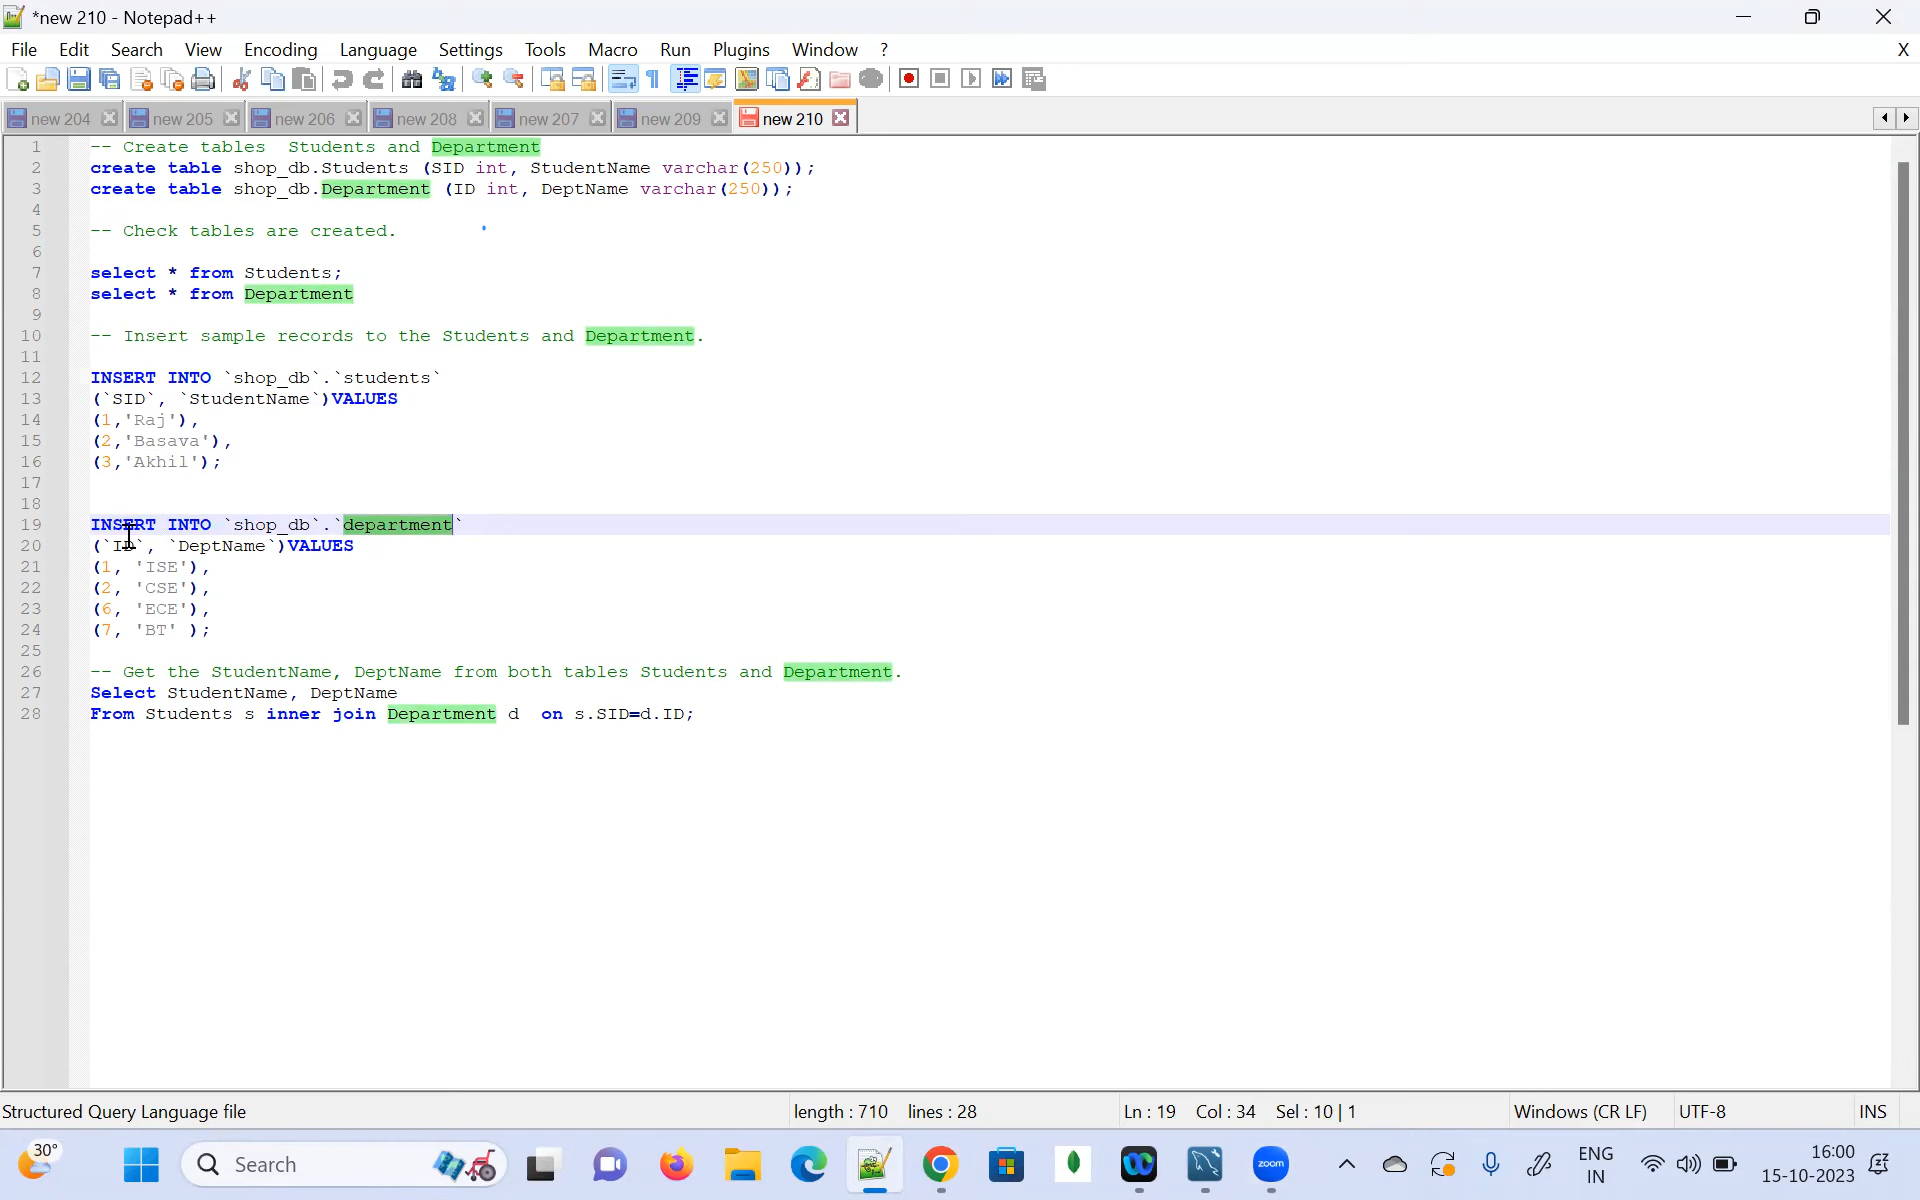 *new 210 - Notepad++
File Edit Search View Encoding Language Settings Tools Macro Run Plugins Window ? X
new 204 new 205 new 206 new 208 new 207 new 209 new 210
1 -- Create tables  Students and Department
2 create table shop_db.Students (SID int, StudentName varchar(250));
3 create table shop_db.Department (ID int, DeptName varchar(250));
4
5 -- Check tables are created.
6
7 select * from Students;
8 select * from Department
9
10 -- Insert sample records to the Students and Department.
11
12 INSERT INTO `shop_db`.`students`
13 (`SID`, `StudentName`)VALUES
14 (1,'Raj'),
15 (2,'Basava'),
16 (3,'Akhil');
17
18
19 INSERT INTO `shop_db`.`department`
20 (`ID`, `DeptName`)VALUES
21 (1, 'ISE'),
22 (2, 'CSE'),
23 (6, 'ECE'),
24 (7, 'BT' );
25
26 -- Get the StudentName, DeptName from both tables Students and Department.
27 Select StudentName, DeptName
28 From Students s inner join Department d  on s.SID=d.ID;
Structured Query Language file length : 710 lines : 28 Ln : 19 Col : 34 Sel : 10 | 1 Windows (CR LF) UTF-8 INS
30° Search zoom ENG IN 16:00 15-10-2023